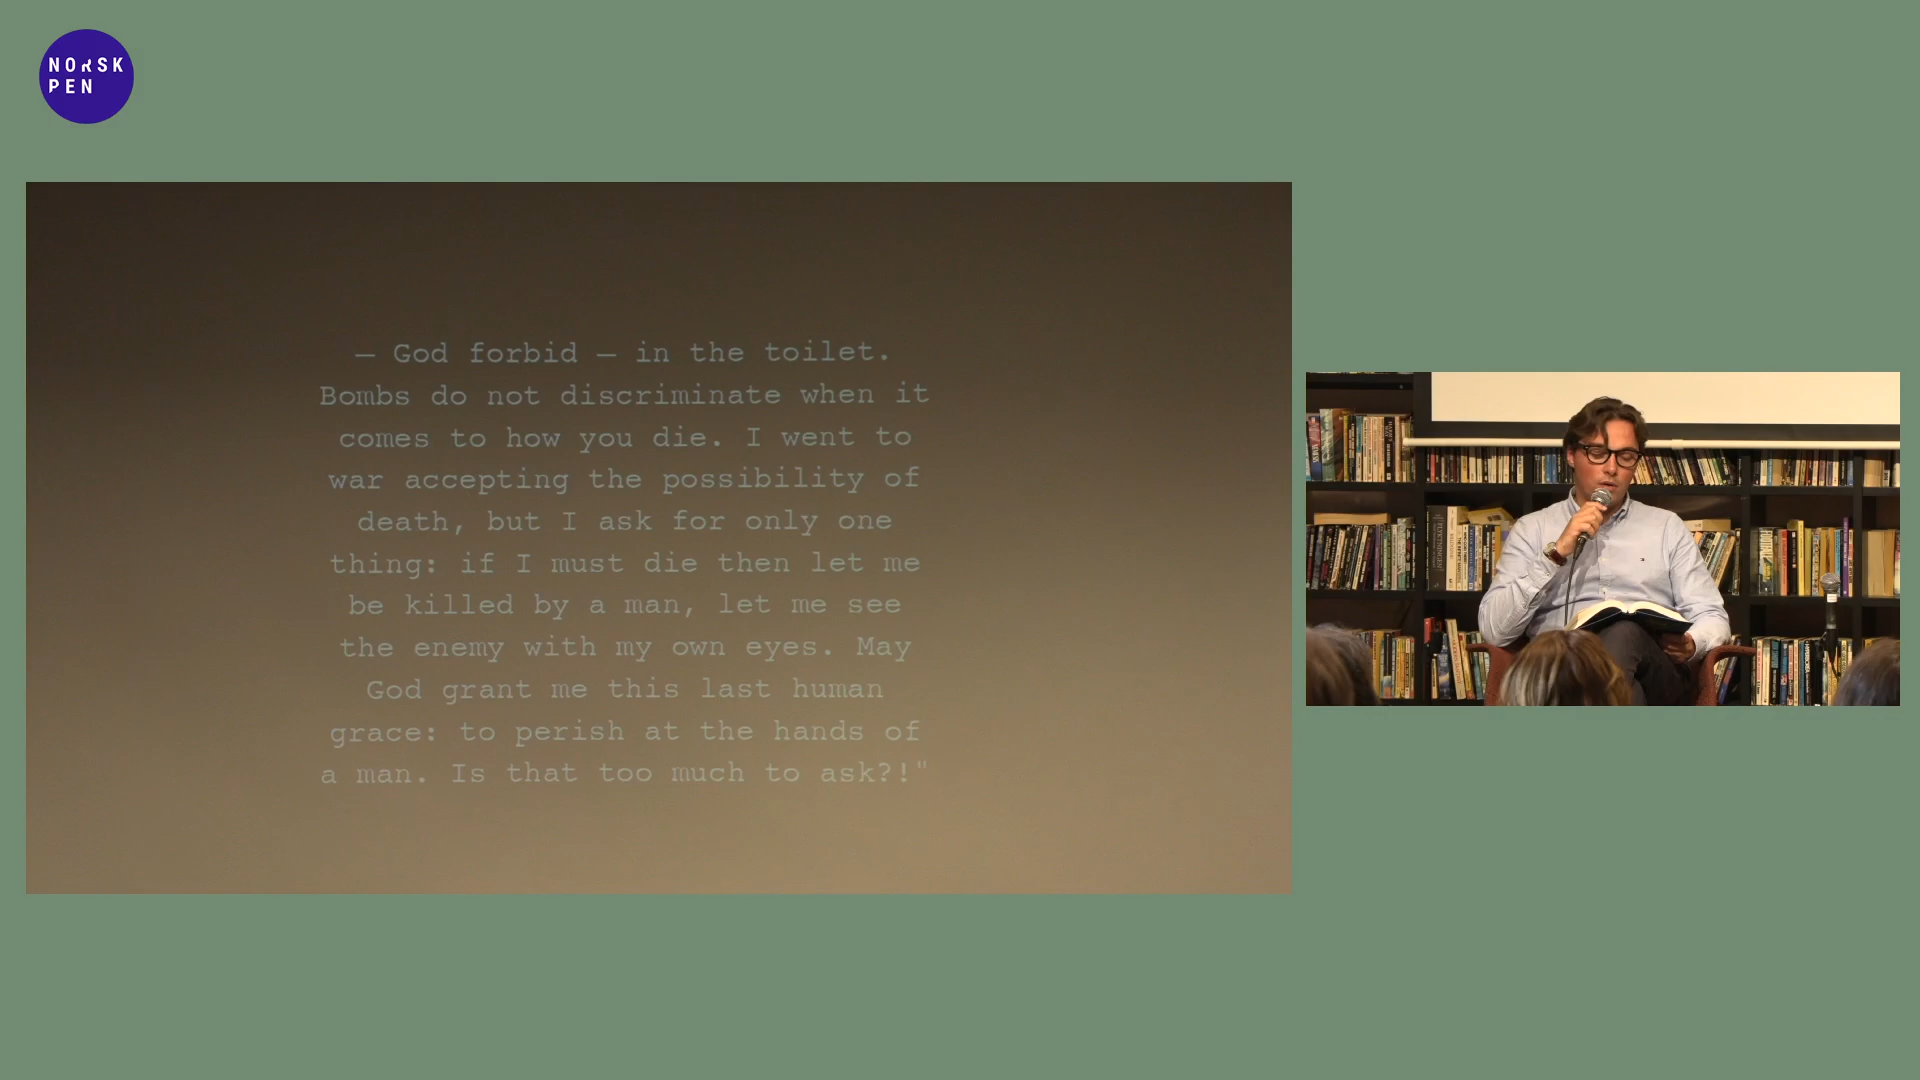 NORSK
PEN
— God forbid — in the toilet.
Bombs do not discriminate when it
comes to how you die. I went to
war accepting the possibility of
death, but I ask for only one
thing: if I must die then let me
be killed by a man, let me see
the enemy with my own eyes. May
God grant me this last human
grace: to perish at the hands of
a man. Is that too much to ask?!"